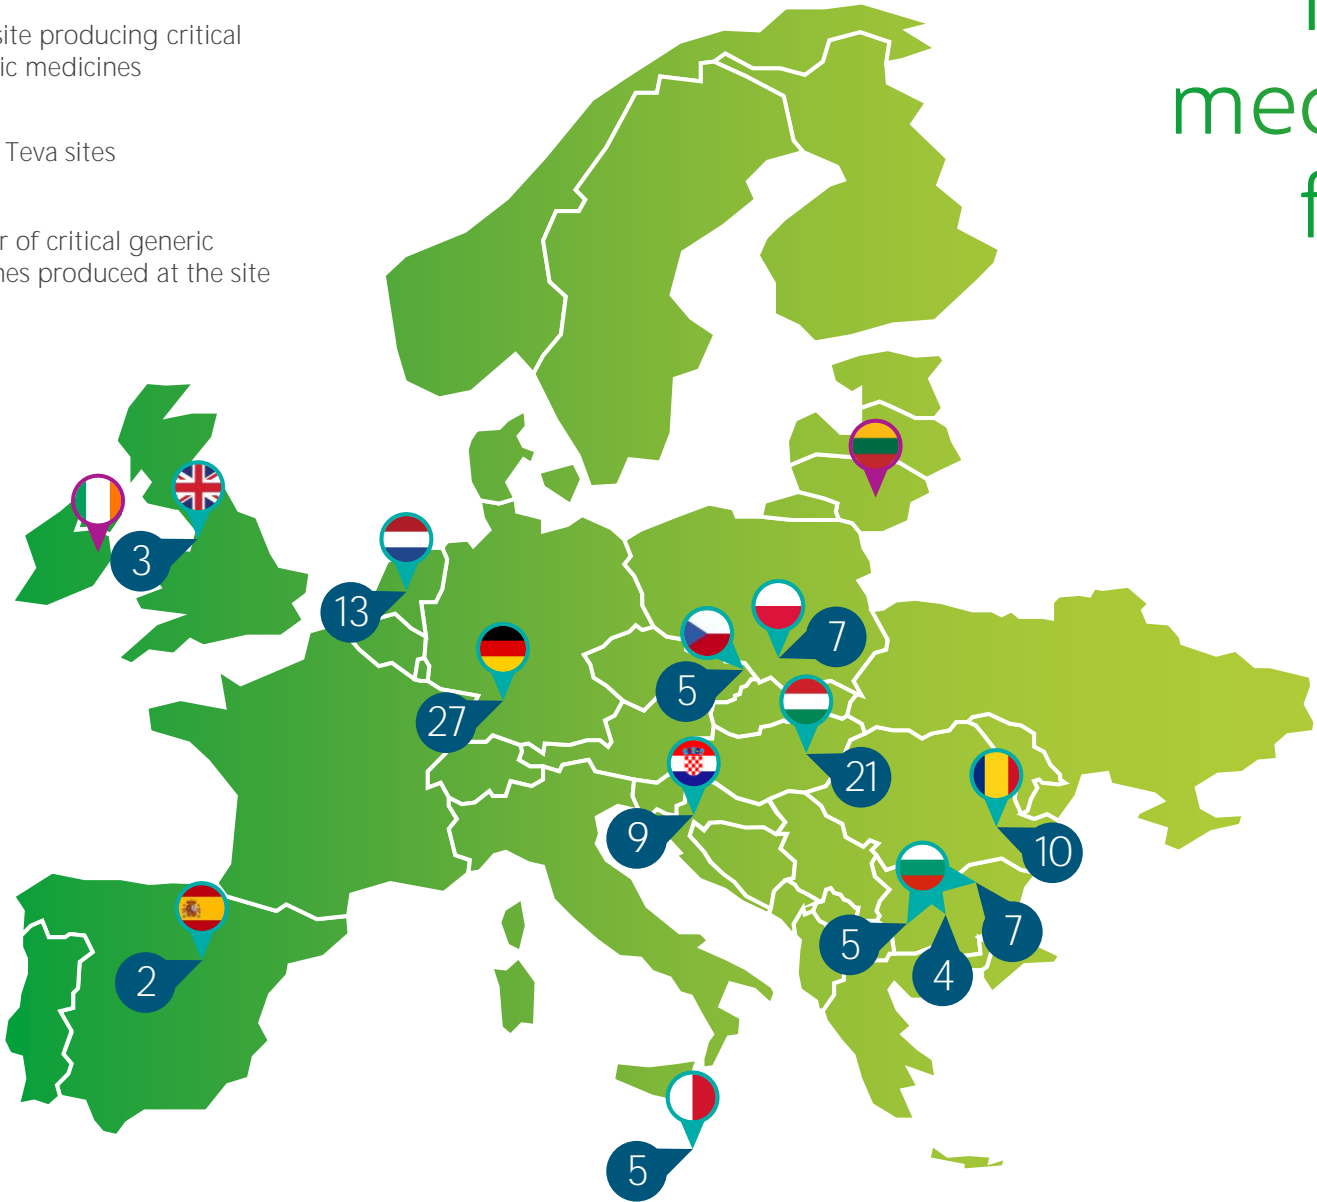 site producing critical
ic medicines
Teva sites
r of critical generic
nes produced at the site
med
f
3
13
27
5
7
21
9
10
5
4
7
2
5